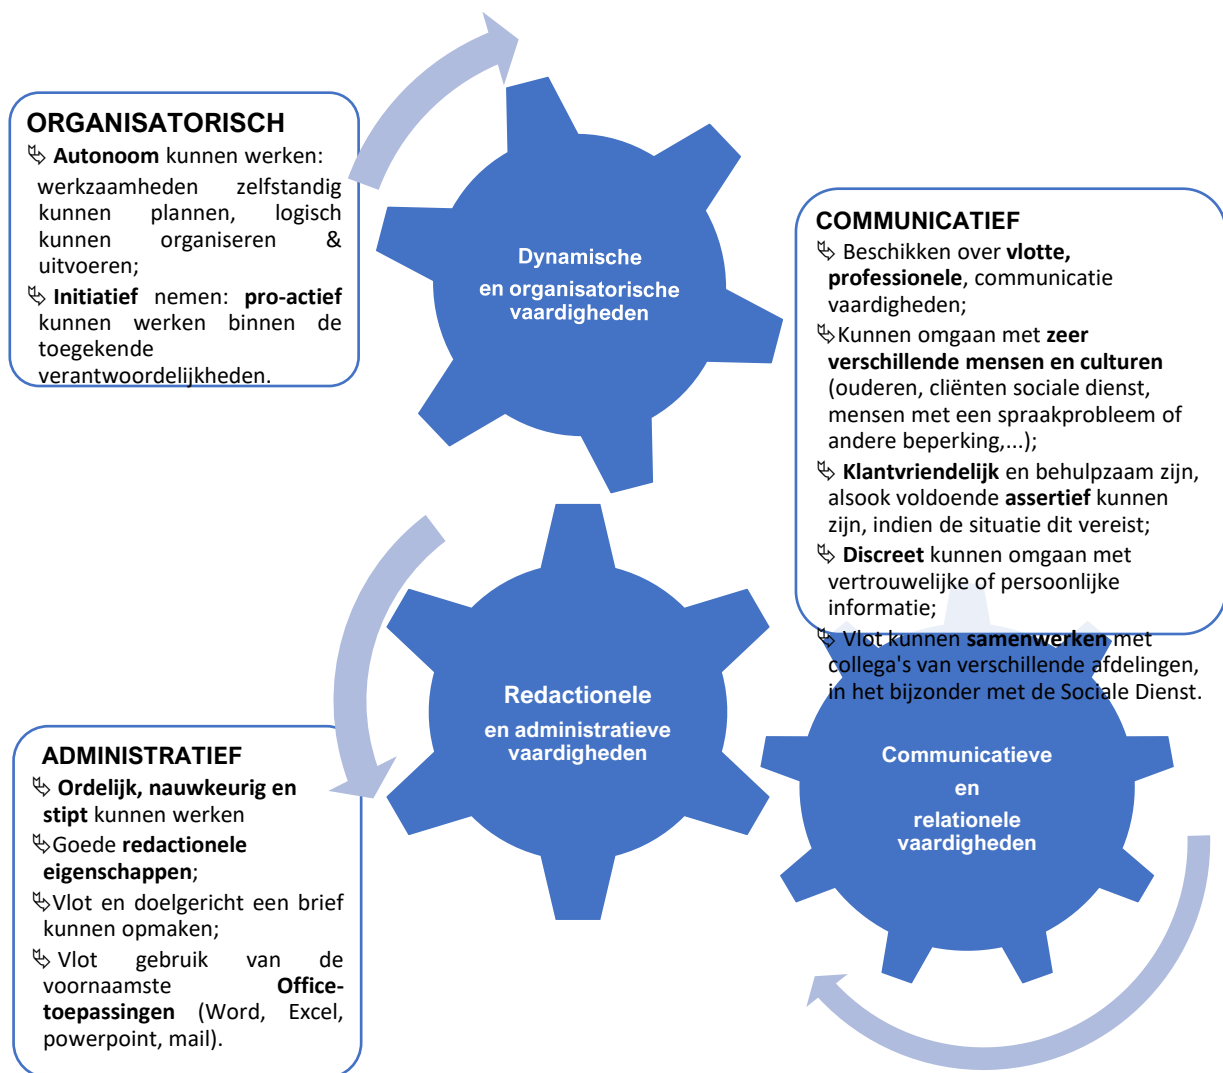 ORGANISATORISCH
Autonoom kunnen werken:
werkzaamheden zelfstandig
kunnen plannen, logisch
kunnen organiseren &
uitvoeren;
Initiatief nemen: pro-actief
kunnen werken binnen de
toegekende
verantwoordelijkheden.
Dynamische
en organisatorische
vaardigheden
COMMUNICATIEF
Beschikken over vlotte,
professionele, communicatie
vaardigheden;
Kunnen omgaan met zeer
verschillende mensen en culturen
(ouderen, cliënten sociale dienst,
mensen met een spraakprobleem of
andere beperking,...);
Klantvriendelijk en behulpzaam zijn,
alsook voldoende assertief kunnen
zijn, indien de situatie dit vereist;
Discreet kunnen omgaan met
vertrouwelijke of persoonlijke
informatie;
Vlot kunnen samenwerken met
collega's van verschillende afdelingen,
in het bijzonder met de Sociale Dienst.
Redactionele
en administratieve
vaardigheden
Communicatieve
en
relationele
vaardigheden
ADMINISTRATIEF
Ordelijk, nauwkeurig en
stipt kunnen werken
Goede redactionele
eigenschappen;
Vlot en doelgericht een brief
kunnen opmaken;
Vlot gebruik van de
voornaamste Office-
toepassingen (Word, Excel,
powerpoint, mail).